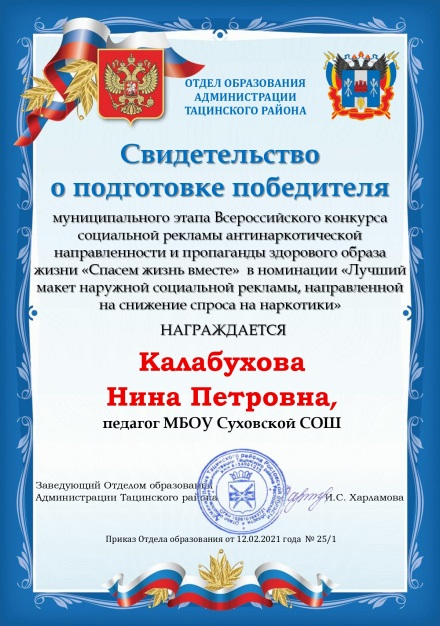 ОТДЕЛ ОБРАЗОВАНИЯ
АДМИНИСТРАЦИИ
ТАЦИНСКОГО РАЙОНА
Свидетельство
о подготовке победителя
муниципального этапа Всероссийского конкурса
социальной рекламы антинаркотической
направленности и пропаганды здорового образа
жизни «Спасем жизнь вместе» в номинации «Лучший
макет наружной социальной рекламы, направленной
на снижение спроса на наркотики»
НАГРАЖДАЕТСЯ
Калабухова
Нина Петровна,
педагог МБОУ Суховской СОШ
Заведующий Отделом образования
Администрации Тацинского района И.С. Харламова
Приказ Отдела образования от 12.02.2021 года № 25/1